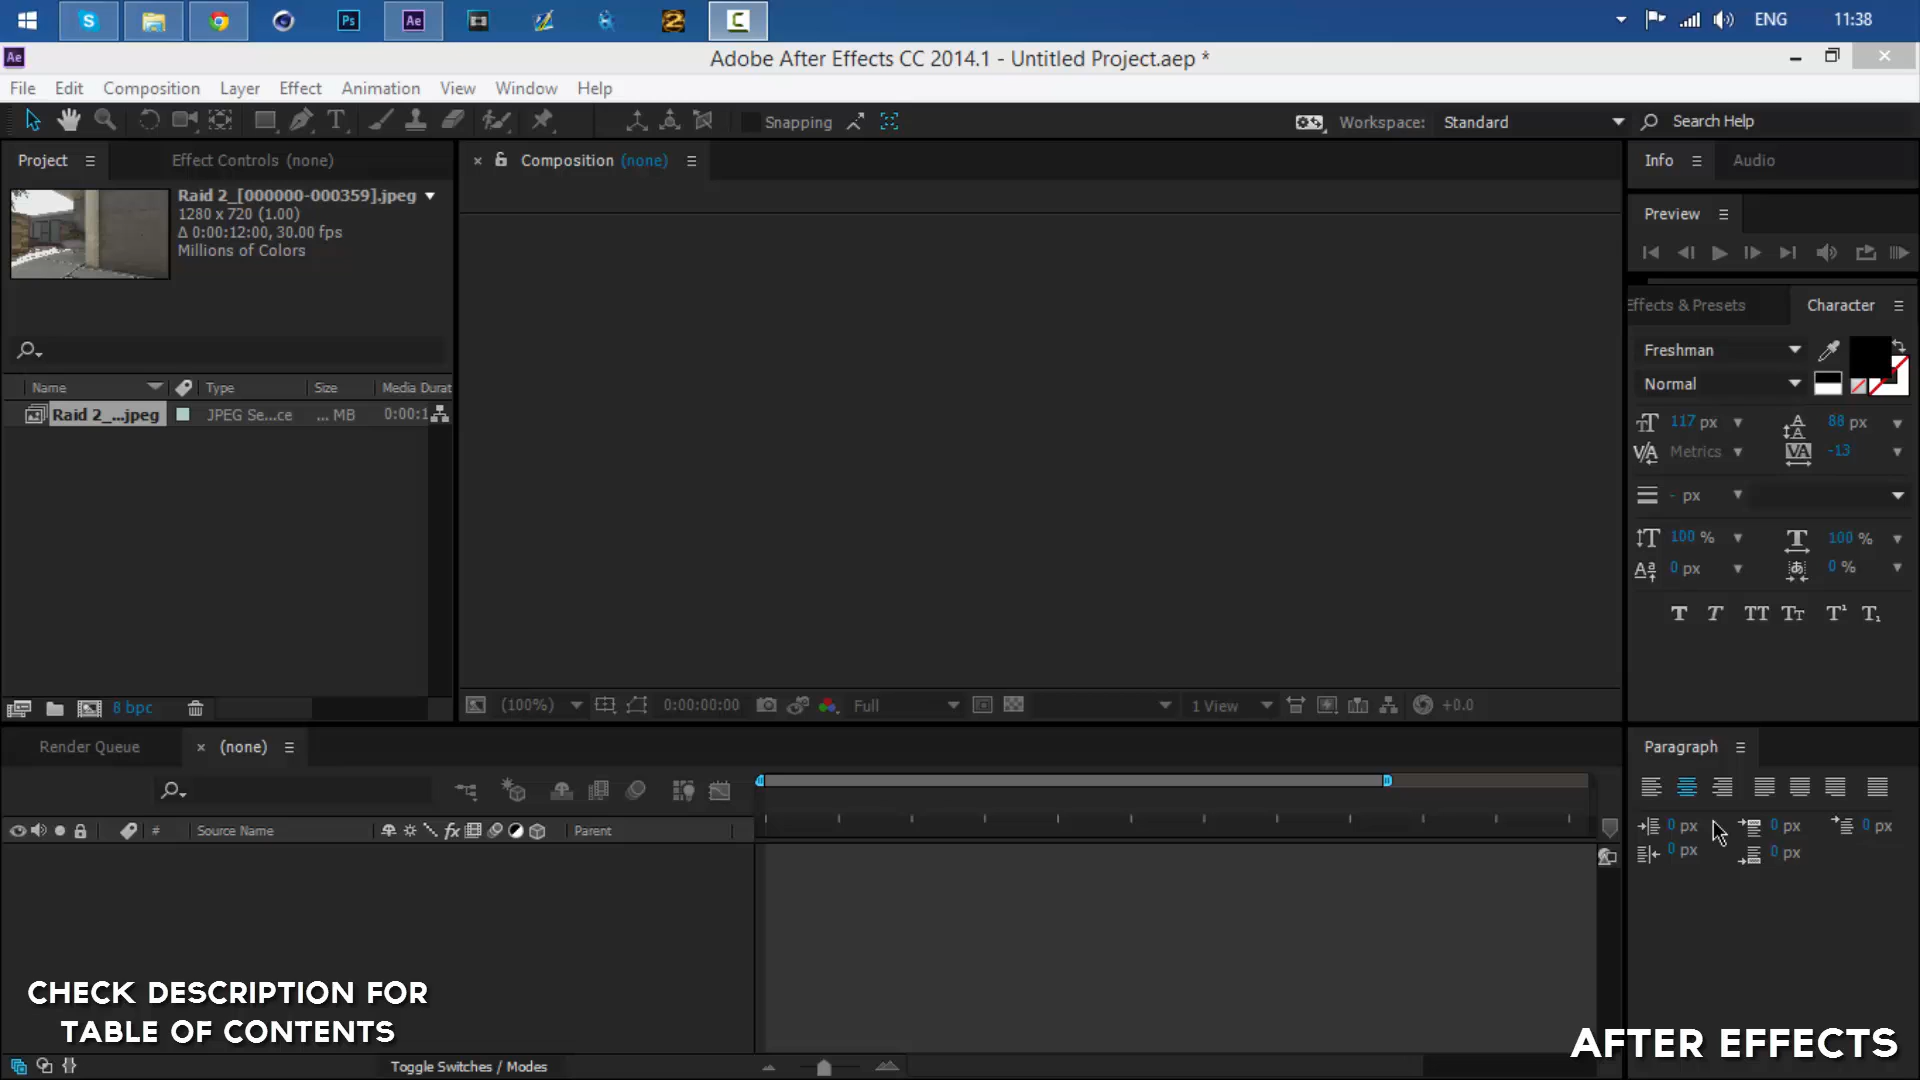 ENG
11:38
Adobe After Effects CC 2014.1 - Untitled Project.aep *
File Edit Composition Layer Effect Animation View Window Help
Snapping
Workspace: Standard
Search Help
Project
Effect Controls (none)
Composition (none)
Info
Audio
Raid 2_[000000-000359].jpeg
1280 x 720 (1.00)
Δ 0:00:12:00, 30.00 fps
Millions of Colors
Preview
Effects & Presets
Character
Freshman
Normal
117 px
88 px
Metrics
-13
- px
100 %
100 %
0 px
0 %
Name Type Size Media Durat
Raid 2_...jpeg JPEG Se...ce ... MB 0:00:1
8 bpc
(100%)
0:00:00:00
Full
1 View
+0.0
Render Queue
(none)
Paragraph
# Source Name
Parent
0 px
0 px
0 px
0 px
0 px
CHECK DESCRIPTION FOR
TABLE OF CONTENTS
AFTER EFFECTS
Toggle Switches / Modes